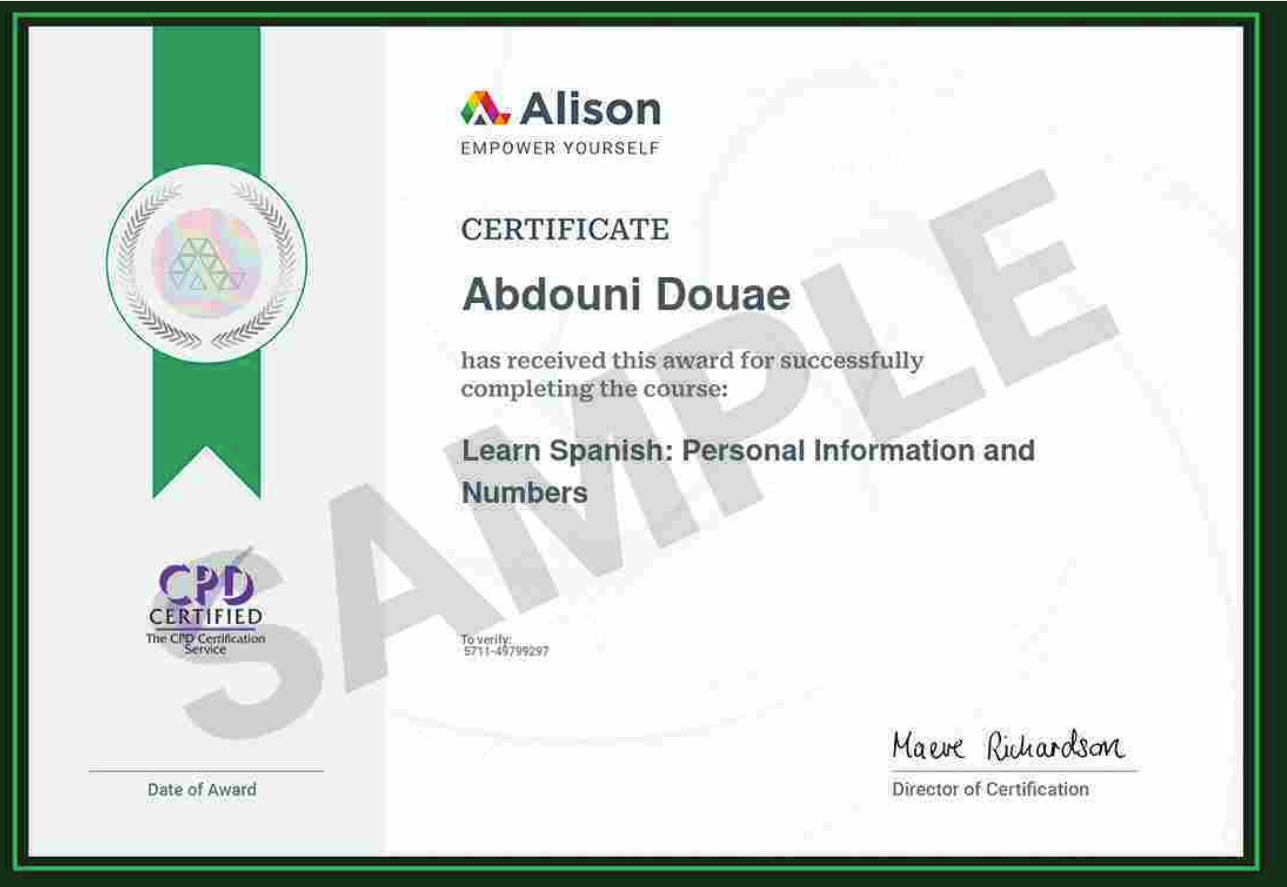 Alison
EMPOWER YOURSELF
CERTIFICATE
Abdouni Douae
has received this award for successfully
completing the course:
Learn Spanish: Personal Information and
Numbers
SAMPLE
CPD
CERTIFIED
The CPD Certification
Service
To verify:
5711-49799297
Maeve Richardson
Date of Award
Director of Certification